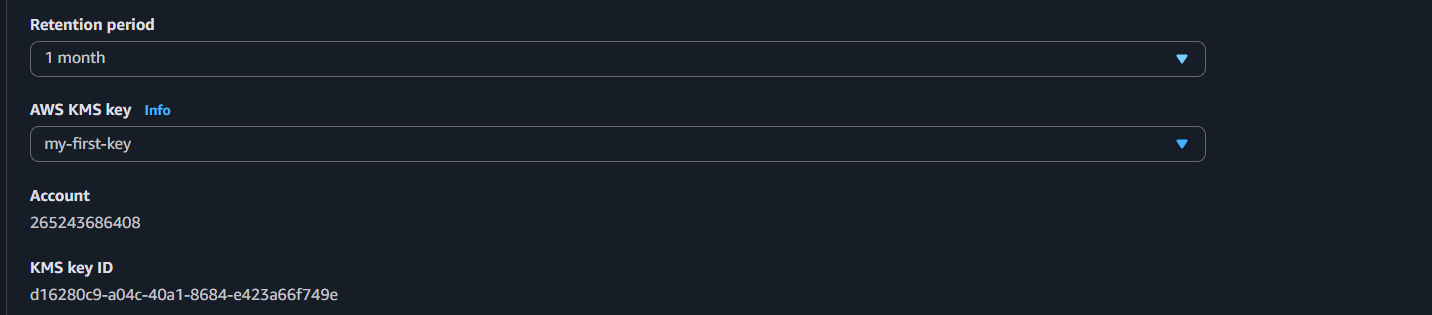 Retention period
1 month
AWS KMS key Info
my-first-key
Account
265243686408
KMS key ID
d16280c9-a04c-40a1-8684-e423a66f749e